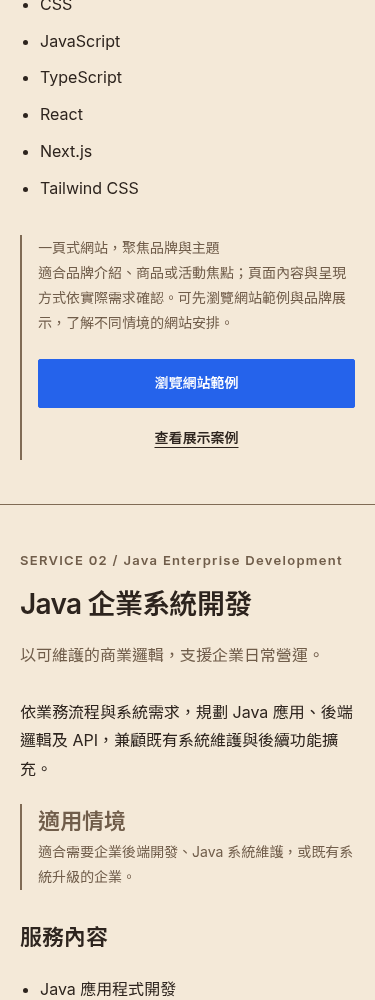 CSS
JavaScript
TypeScript
React
Next.js
Tailwind CSS
一頁式網站，聚焦品牌與主題
適合品牌介紹、商品或活動焦點；頁面內容與呈現
方式依實際需求確認。可先瀏覽網站範例與品牌展
示，了解不同情境的網站安排。
瀏覽網站範例
查看展示案例
SERVICE 02 / Java Enterprise Development
Java 企業系統開發
以可維護的商業邏輯，支援企業日常營運。
依業務流程與系統需求，規劃 Java 應用、後端
邏輯及 API，兼顧既有系統維護與後續功能擴
充。
適用情境
適合需要企業後端開發、Java 系統維護，或既有系
統升級的企業。
服務內容
Java 應用程式開發